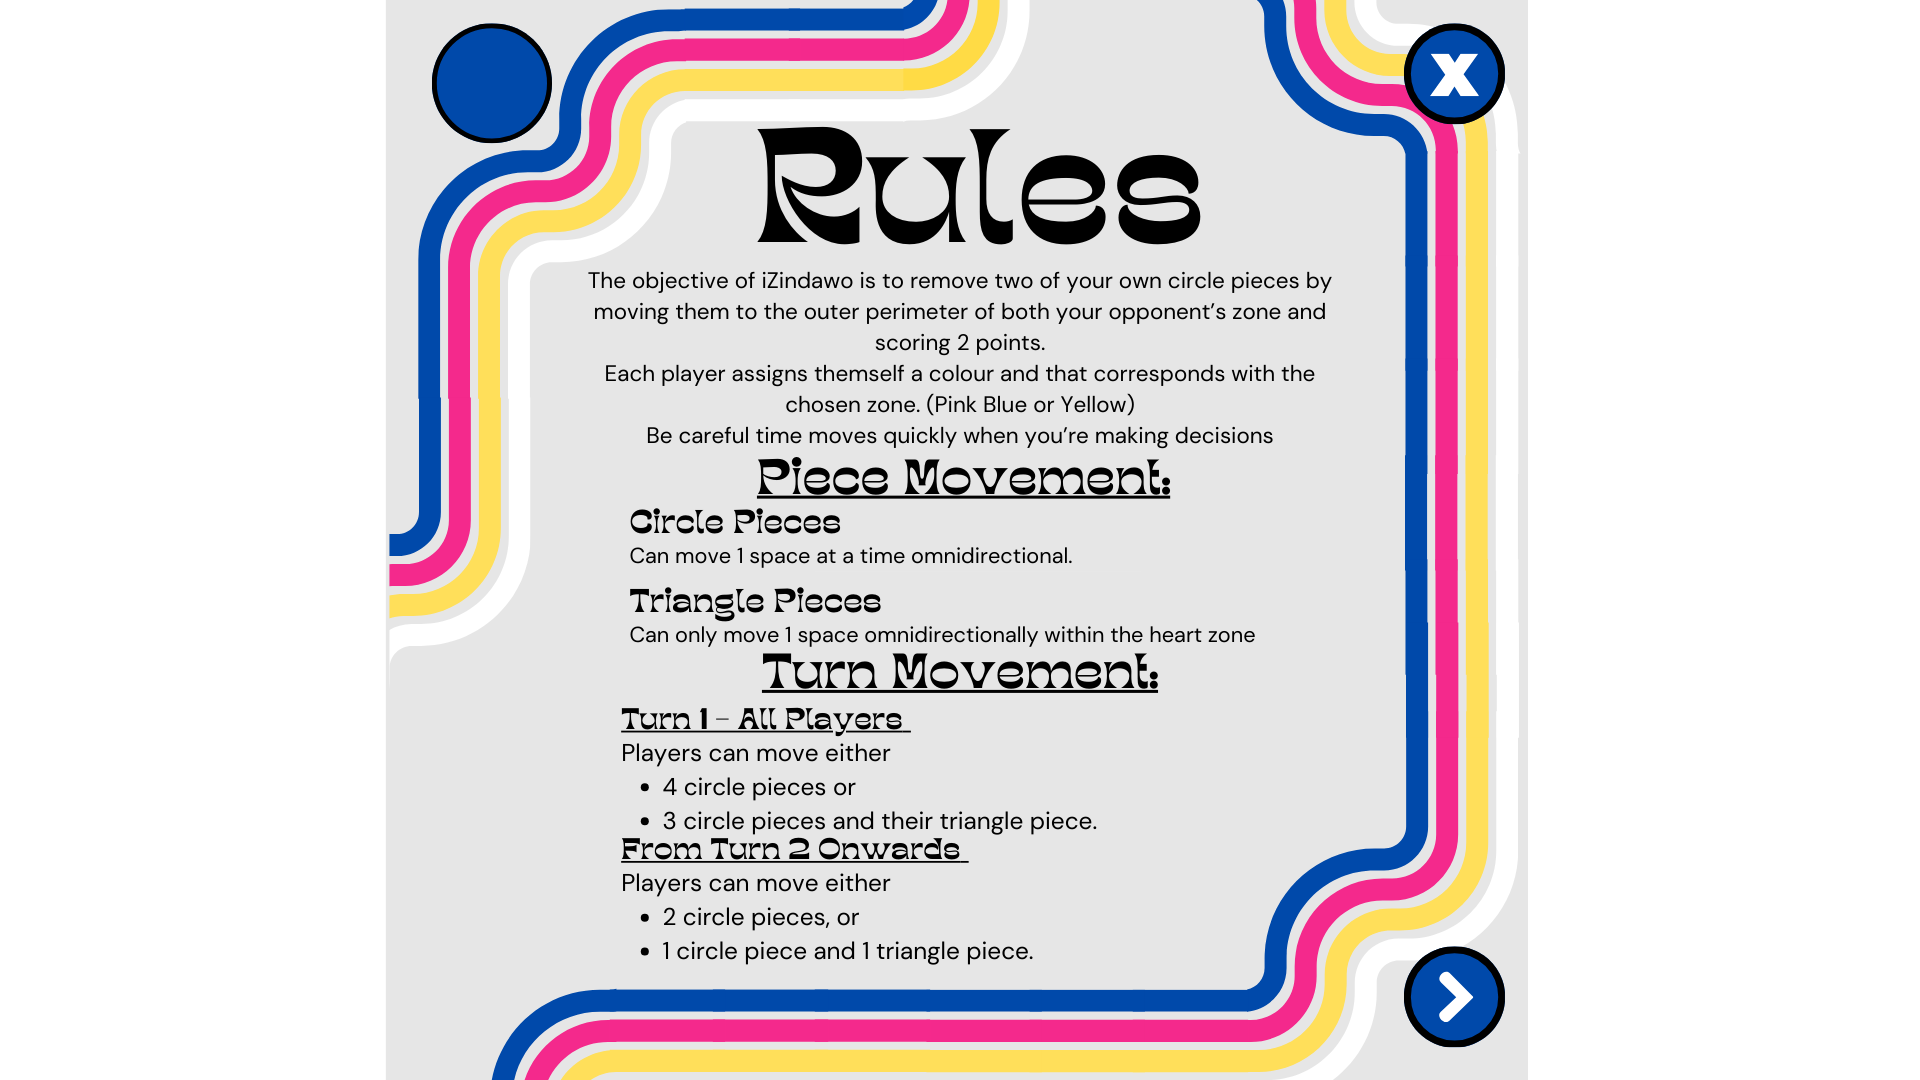 Rules
The objective of iZindawo is to remove two of your own circle pieces by
moving them to the outer perimeter of both your opponent’s zone and
scoring 2 points.
Each player assigns themself a colour and that corresponds with the
chosen zone. (Pink Blue or Yellow)
Be careful time moves quickly when you’re making decisions
Piece Movement:
Circle Pieces
Can move 1 space at a time omnidirectional.
Triangle Pieces
Can only move 1 space omnidirectionally within the heart zone
Turn Movement:
Turn 1 – All Players
Players can move either
• 4 circle pieces or
• 3 circle pieces and their triangle piece.
From Turn 2 Onwards
Players can move either
• 2 circle pieces, or
• 1 circle piece and 1 triangle piece.